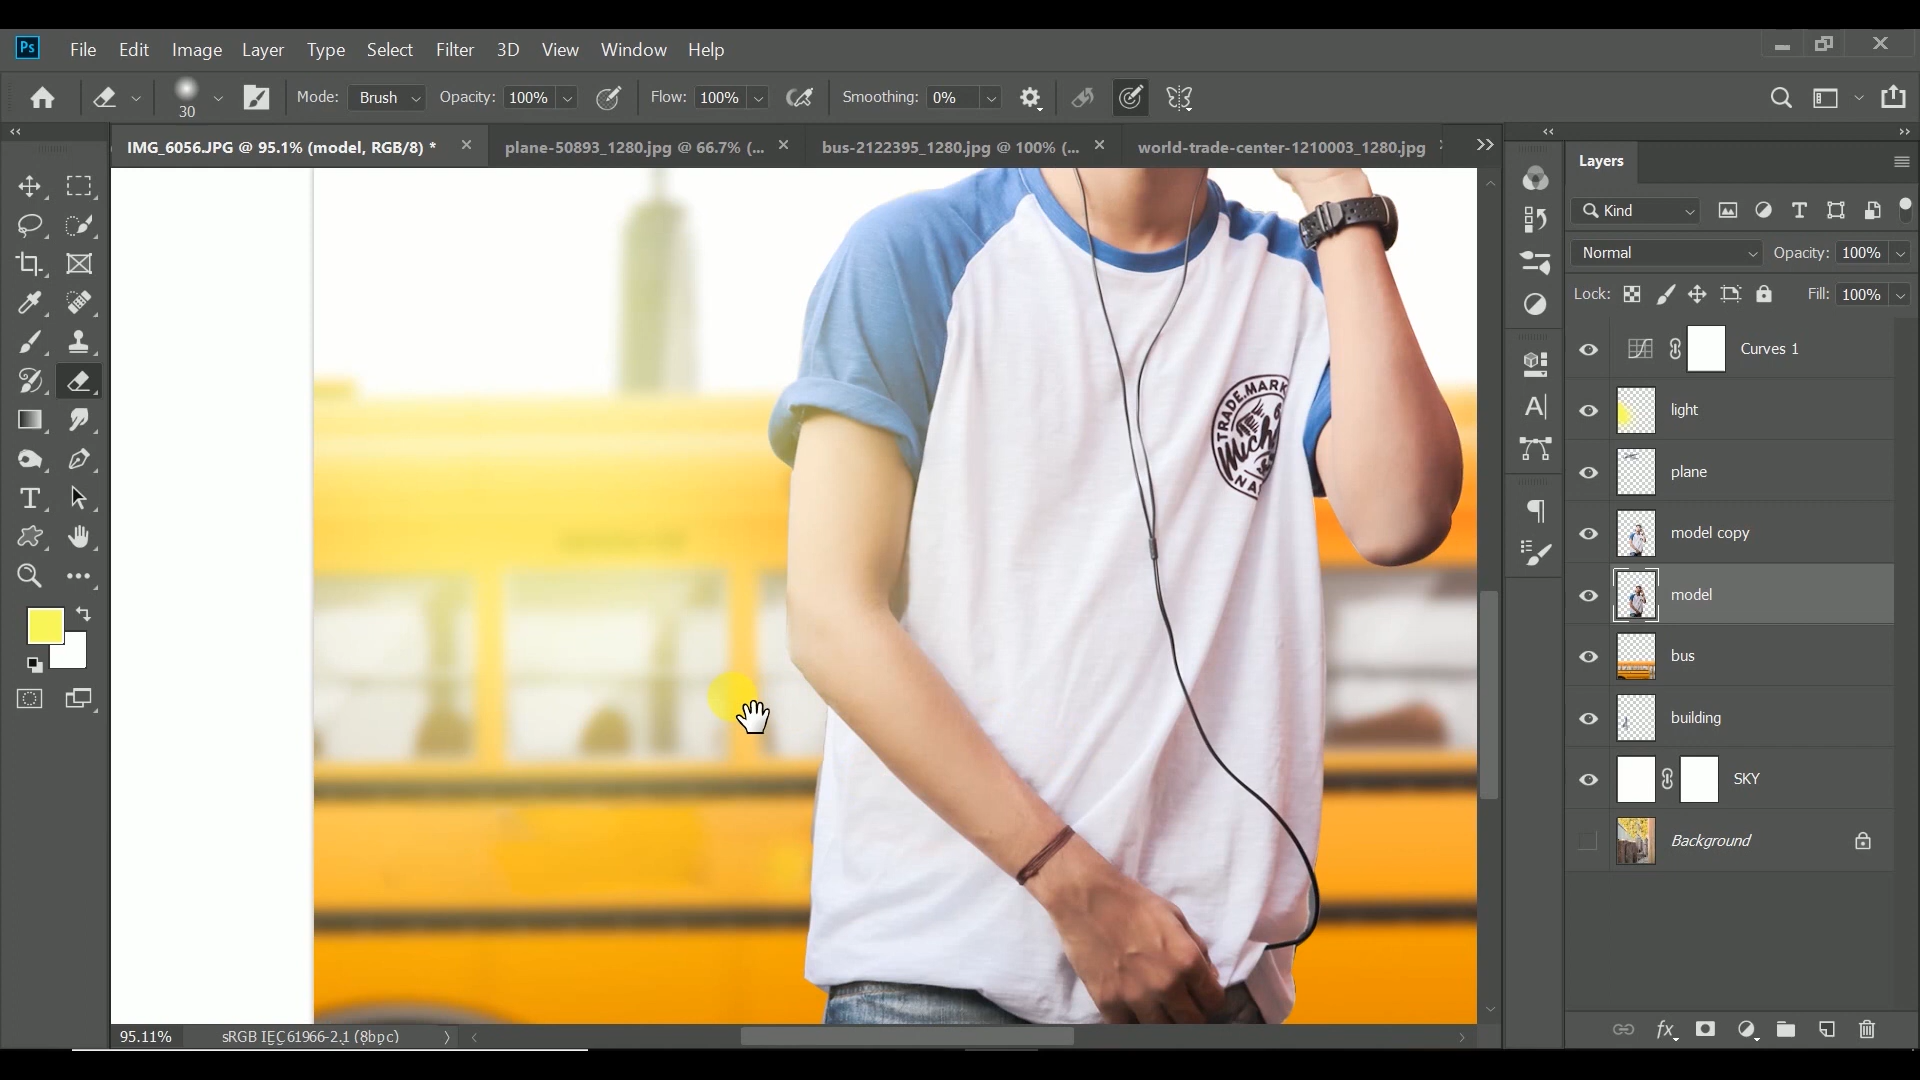 Ps File Edit Image Layer Type Select Filter 3D View Window Help
30 Mode: Brush Opacity: 100% Flow: 100% Smoothing: 0%
IMG_6056.JPG @ 95.1% (model, RGB/8) * plane-50893_1280.jpg @ 66.7% (... bus-2122395_1280.jpg @ 100% (... world-trade-center-1210003_1280.jpg
Layers
Kind
Normal Opacity: 100%
Lock: Fill: 100%
Curves 1
light
plane
model copy
model
bus
building
SKY
Background
TRADE.MARK
NA
95.11% sRGB IEC61966-2.1 (8bpc)